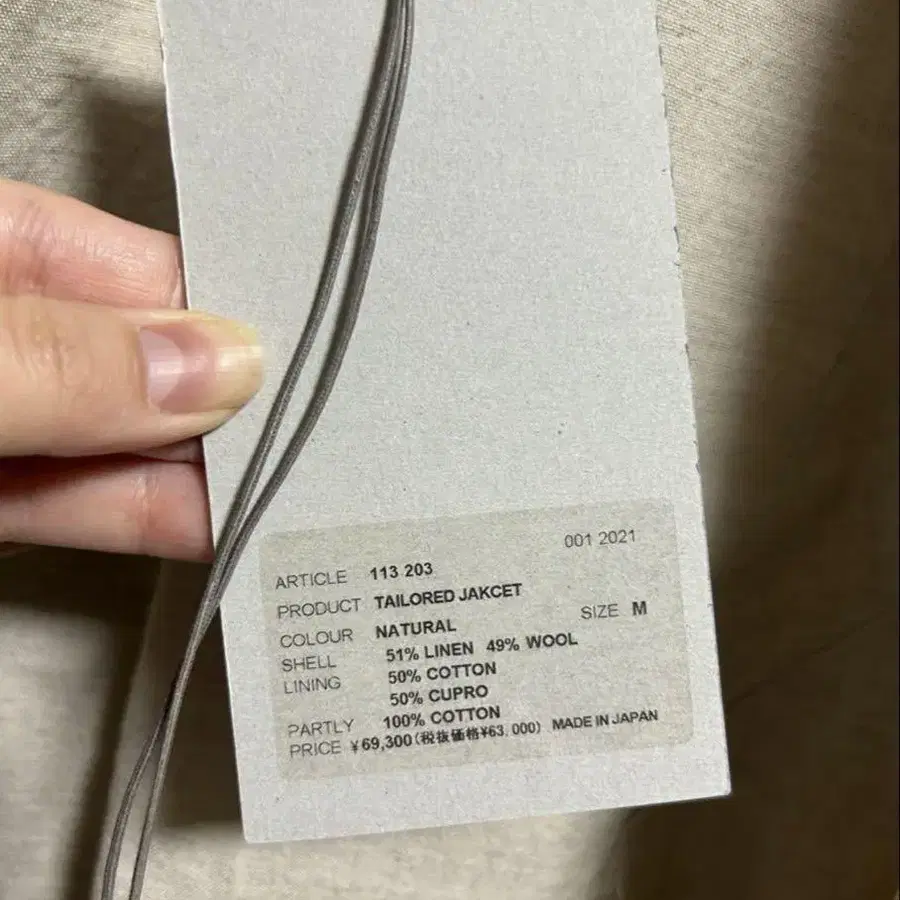 001 2021
ARTICLE 113 203
PRODUCT TAILORED JAKCET
COLOUR NATURAL SIZE M
SHELL 51% LINEN 49% WOOL
LINING 50% COTTON
50% CUPRO
PARTLY 100% COTTON
PRICE ¥69,300(税抜価格¥63,000) MADE IN JAPAN